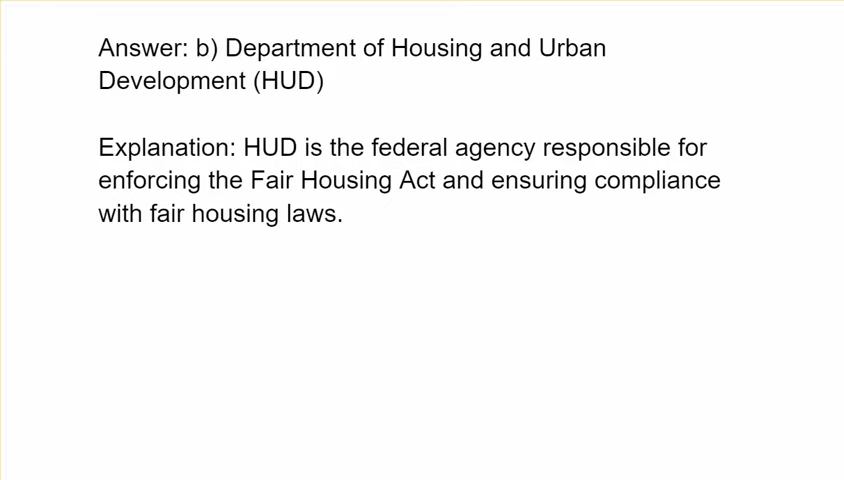 Answer: b) Department of Housing and Urban
Development (HUD)
Explanation: HUD is the federal agency responsible for
enforcing the Fair Housing Act and ensuring compliance
with fair housing laws.